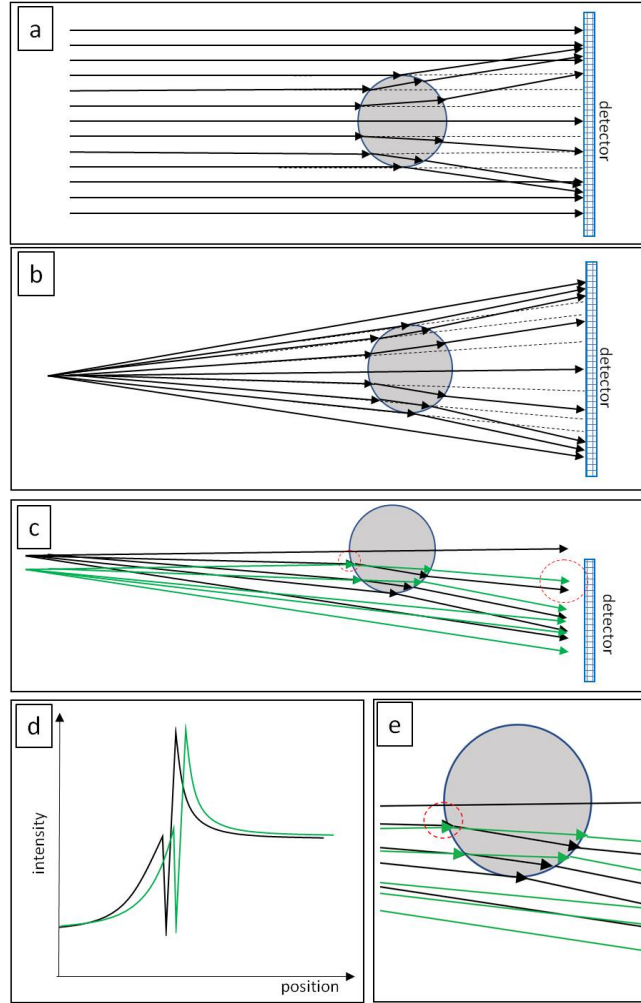 a
detector
b
detector
c
detector
d
intensity
position
e